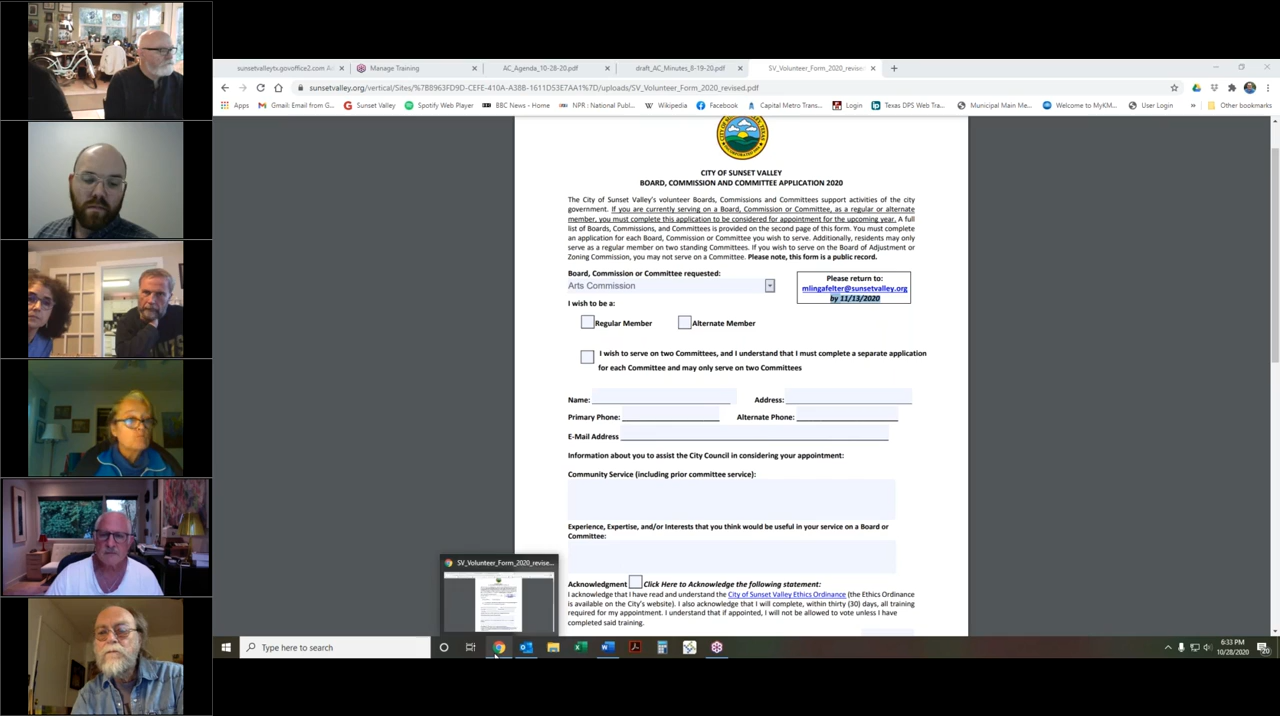 sunsetvalleytx.govoffice2.com A
Manage Training
AC_Agenda_10-28-20.pdf
draft_AC_Minutes_8-19-20.pdf
SV_Volunteer_Form_2020_revised
sunsetvalley.org/vertical/Sites/%7B8963FD9D-CEFE-410A-A38B-1611D53E7AA1%7D/uploads/SV_Volunteer_Form_2020_revised.pdf
Apps Gmail: Email from G... Sunset Valley Spotify Web Player BBC News - Home NPR : National Publ... Wikipedia Facebook Capital Metro Trans... Login Texas DPS Web Tra... Municipal Main Me... Welcome to MyKM... User Login » Other bookmarks
CITY OF SUNSET VALLEY
BOARD, COMMISSION AND COMMITTEE APPLICATION 2020
The City of Sunset Valley's volunteer Boards, Commissions and Committees support activities of the city
government. If you are currently serving on a Board, Commission or Committee, as a regular or alternate
member, you must complete this application to be considered for appointment for the upcoming year. A full
list of Boards, Commissions, and Committees is provided on the second page of this form. You must complete
an application for each Board, Commission or Committee you wish to serve. Additionally, residents may only
serve as a regular member on two standing Committees. If you wish to serve on the Board of Adjustment or
Zoning Commission, you may not serve on a Committee. Please note, this form is a public record.
Board, Commission or Committee requested:
Arts Commission
Please return to:
mlingafelter@sunsetvalley.org
by 11/13/2020
I wish to be a:
Regular Member Alternate Member
I wish to serve on two Committees, and I understand that I must complete a separate application
for each Committee and may only serve on two Committees
Name: Address:
Primary Phone: Alternate Phone:
E-Mail Address
Information about you to assist the City Council in considering your appointment:
Community Service (including prior committee service):
Experience, Expertise, and/or Interests that you think would be useful in your service on a Board or
Committee:
Acknowledgment Click Here to Acknowledge the following statement:
I acknowledge that I have read and understand the City of Sunset Valley Ethics Ordinance (the Ethics Ordinance
is available on the City's website). I also acknowledge that I will complete, within thirty (30) days, all training
required for my appointment. I understand that if appointed, I will not be allowed to vote unless I have
completed said training.
SV_Volunteer_Form_2020_revise...
Type here to search
6:33 PM
10/28/2020
20